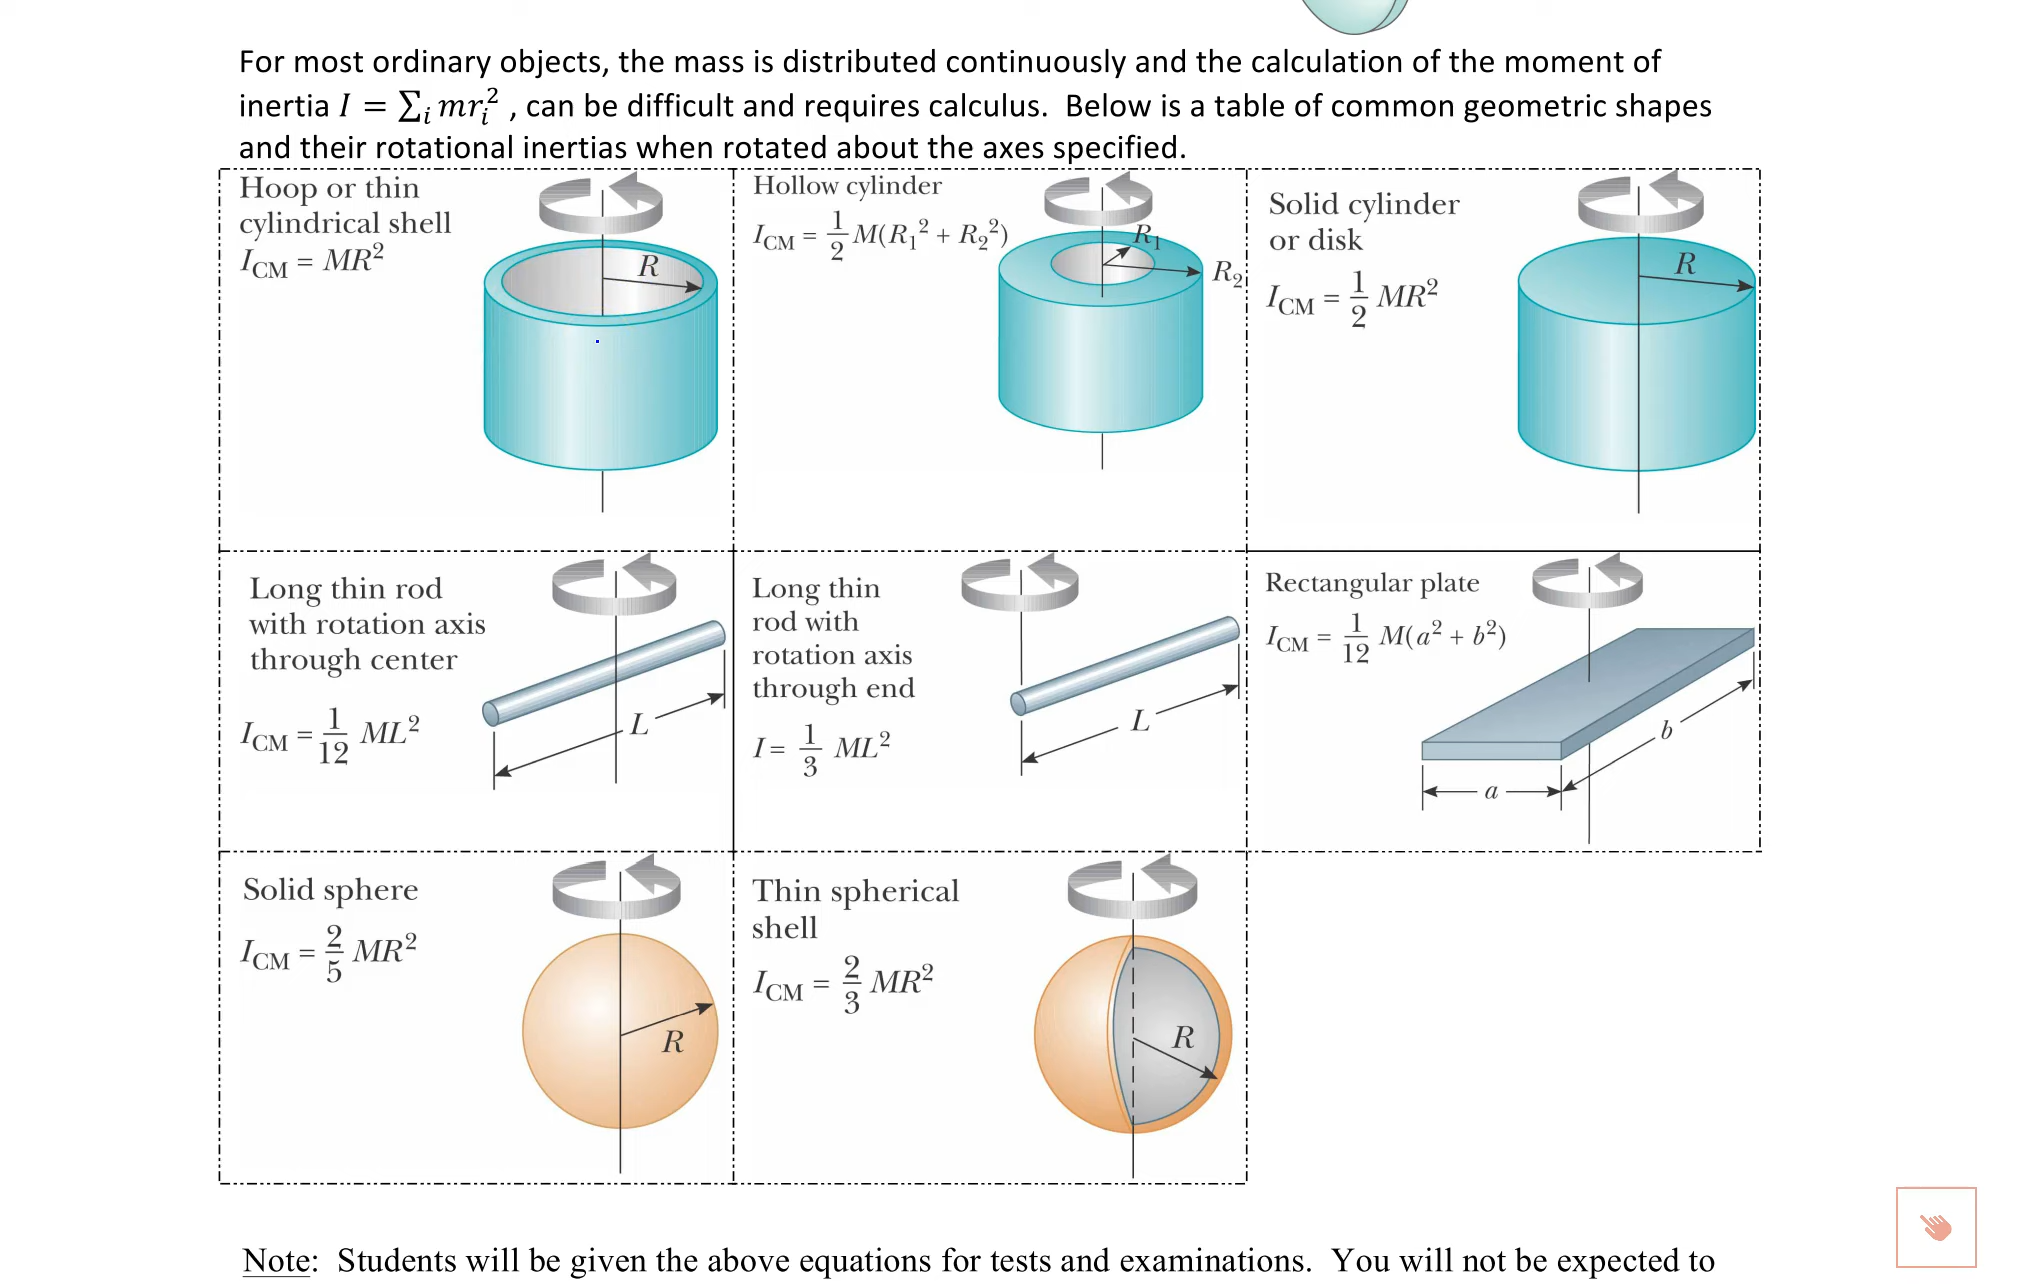 For most ordinary objects, the mass is distributed continuously and the calculation of the moment of
inertia I = ∑ᵢ mrᵢ² , can be difficult and requires calculus.  Below is a table of common geometric shapes
and their rotational inertias when rotated about the axes specified.
Hoop or thin
cylindrical shell
I_CM = MR²
R
Hollow cylinder
I_CM = 1/2 M(R₁² + R₂²)
R₁
R₂
Solid cylinder
or disk
I_CM = 1/2 MR²
R
Long thin rod
with rotation axis
through center
I_CM = 1/12 ML²
L
Long thin
rod with
rotation axis
through end
I = 1/3 ML²
L
Rectangular plate
I_CM = 1/12 M(a² + b²)
b
a
Solid sphere
I_CM = 2/5 MR²
R
Thin spherical
shell
I_CM = 2/3 MR²
R
Note:  Students will be given the above equations for tests and examinations.  You will not be expected to